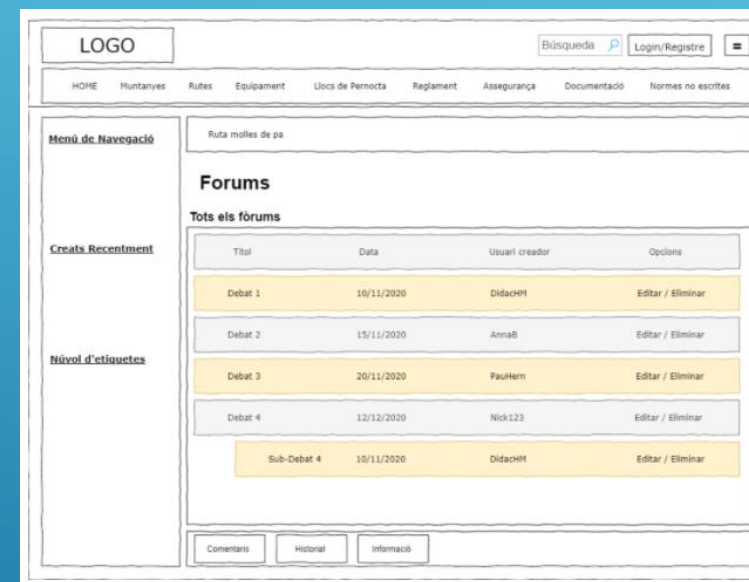 LOGO
Búsqueda
Login/Registre
=
HOME Muntanyes Rutes Equipament Llocs de Pernocta Reglament Assegurança Documentació Normes no escrites
Menú de Navegació
Ruta molles de pa
Forums
Tots els fòrums
Creats Recentment
Títol Data Usuari creador Opcions
Debat 1 10/11/2020 DidacHM Editar / Eliminar
Debat 2 15/11/2020 AnnaB Editar / Eliminar
Núvol d'etiquetes
Debat 3 20/11/2020 PauHern Editar / Eliminar
Debat 4 12/12/2020 Nick123 Editar / Eliminar
Sub-Debat 4 10/11/2020 DidacHM Editar / Eliminar
Comentaris Historial Informació